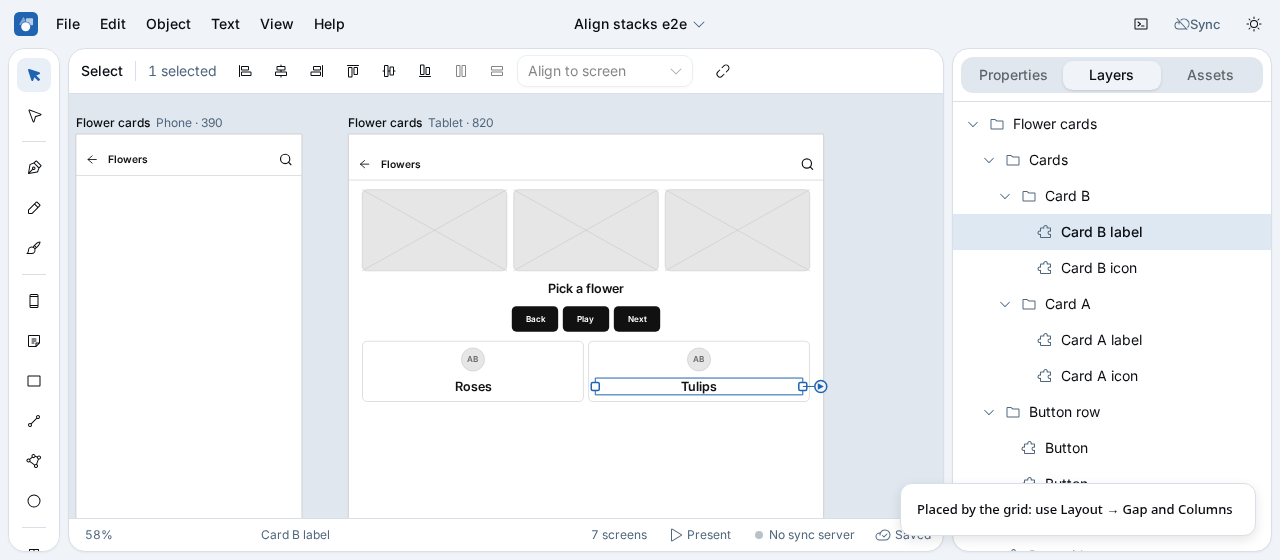 File Edit Object Text View Help
Align stacks e2e
Sync
Select
1 selected
Align to screen
Properties Layers Assets
Flower cards Phone · 390
Flowers
Flower cards Tablet · 820
Flowers
Pick a flower
Back Play Next
AB
Roses
AB
Tulips
Flower cards
Cards
Card B
Card B label
Card B icon
Card A
Card A label
Card A icon
Button row
Button
Button
Placed by the grid: use Layout → Gap and Columns
58%
Card B label
7 screens
Present
No sync server
Saved